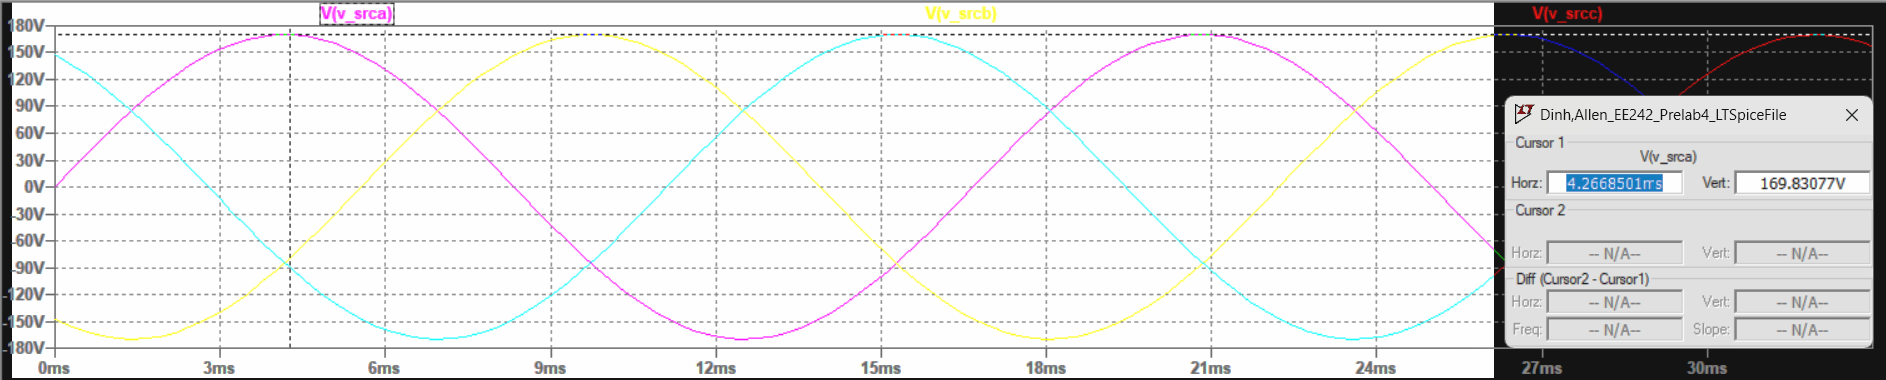 V(v_srca) V(v_srcb) V(v_srcc)
180V
150V
120V
90V
60V
30V
0V
-30V
-60V
-90V
-120V
-150V
-180V
0ms 3ms 6ms 9ms 12ms 15ms 18ms 21ms 24ms 27ms 30ms
Dinh,Allen_EE242_Prelab4_LTSpiceFile
Cursor 1
V(v_srca)
Horz: 4.2668501ms Vert: 169.83077V
Cursor 2
Horz: -- N/A-- Vert: -- N/A--
Diff (Cursor2 - Cursor1)
Horz: -- N/A-- Vert: -- N/A--
Freq: -- N/A-- Slope: -- N/A--